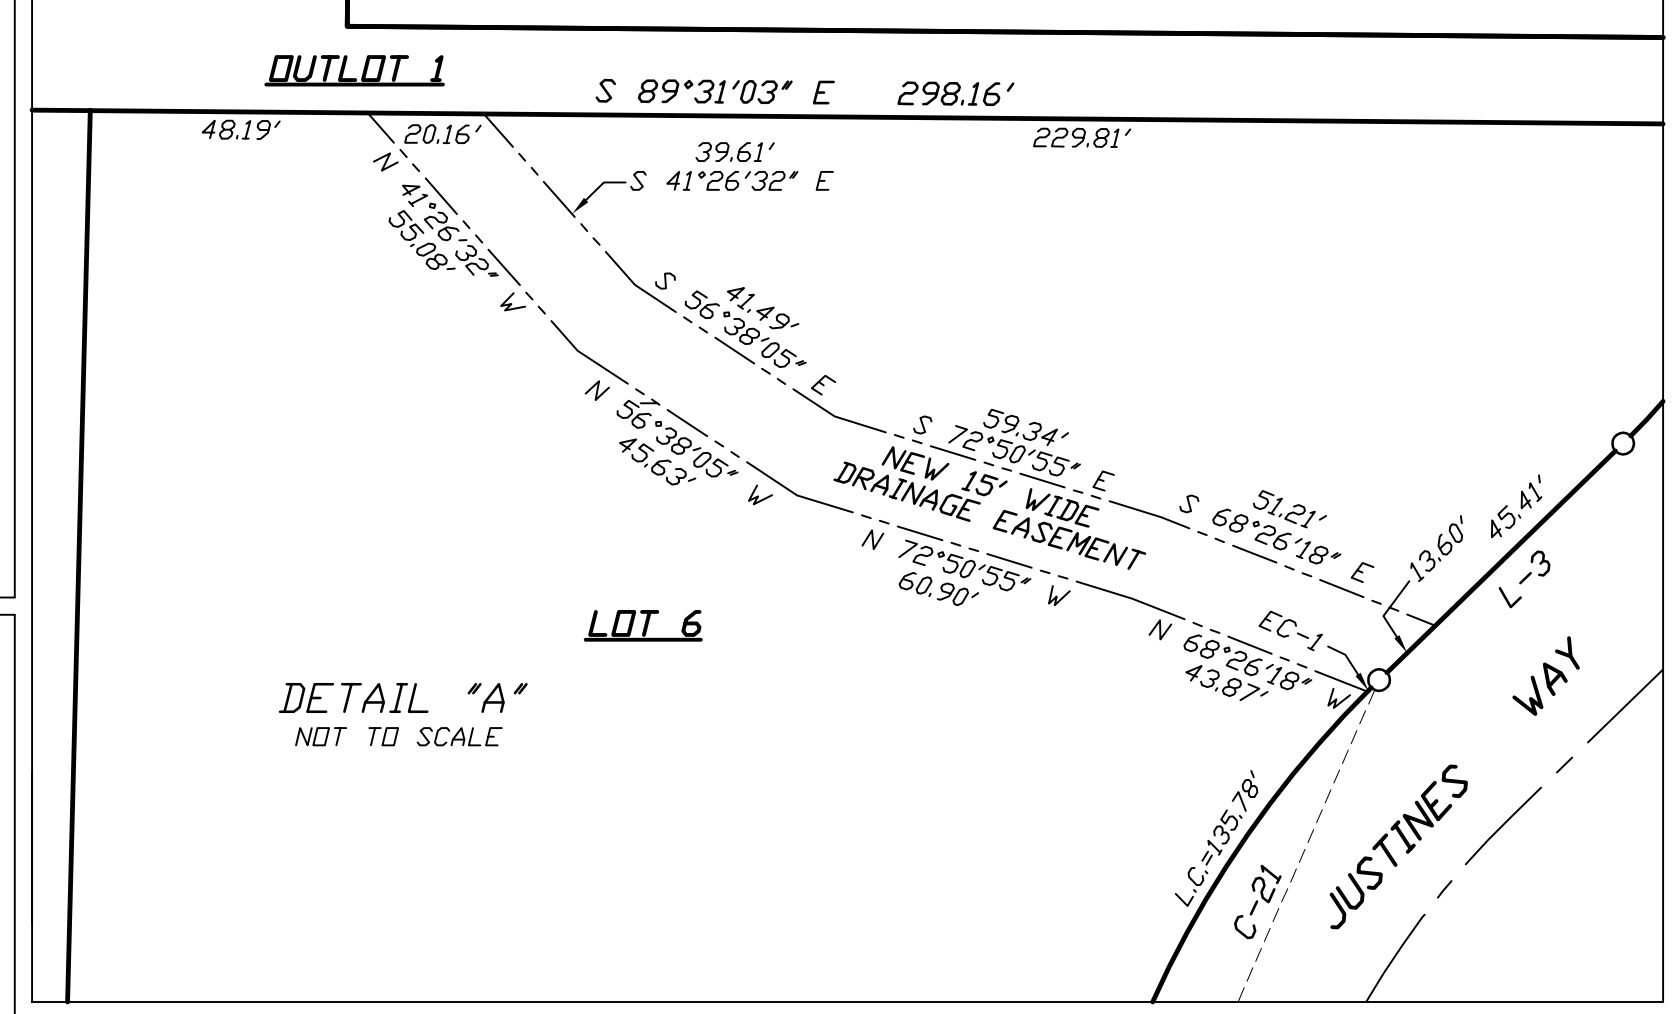 OUTLOT 1
S 89°31'03" E 298.16'
48.19'
20.16'
39.61'
S 41°26'32" E
229.81'
N 41°26'32" W
55.08'
41.49'
S 56°38'05" E
N 56°38'05" W
45.63'
59.34'
S 72°50'55" E
NEW 15' WIDE
DRAINAGE EASEMENT
N 72°50'55" W
60.90'
51.21'
S 68°26'18" E
13.60'
45.41'
L-3
EC-1
N 68°26'18" W
43.87'
LOT 6
DETAIL "A"
NOT TO SCALE
L.C.=135.78'
C-21
JUSTINES WAY